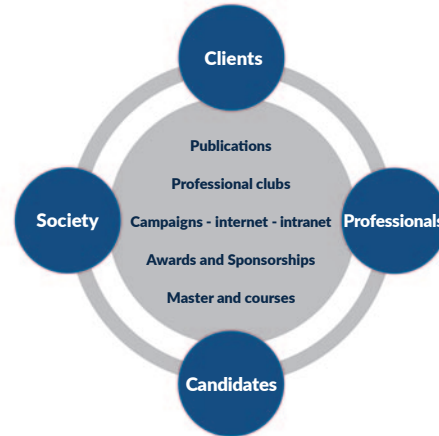 Clients
Publications
Professional clubs
Society
Campaigns - internet - intranet
Professionals
Awards and Sponsorships
Master and courses
Candidates